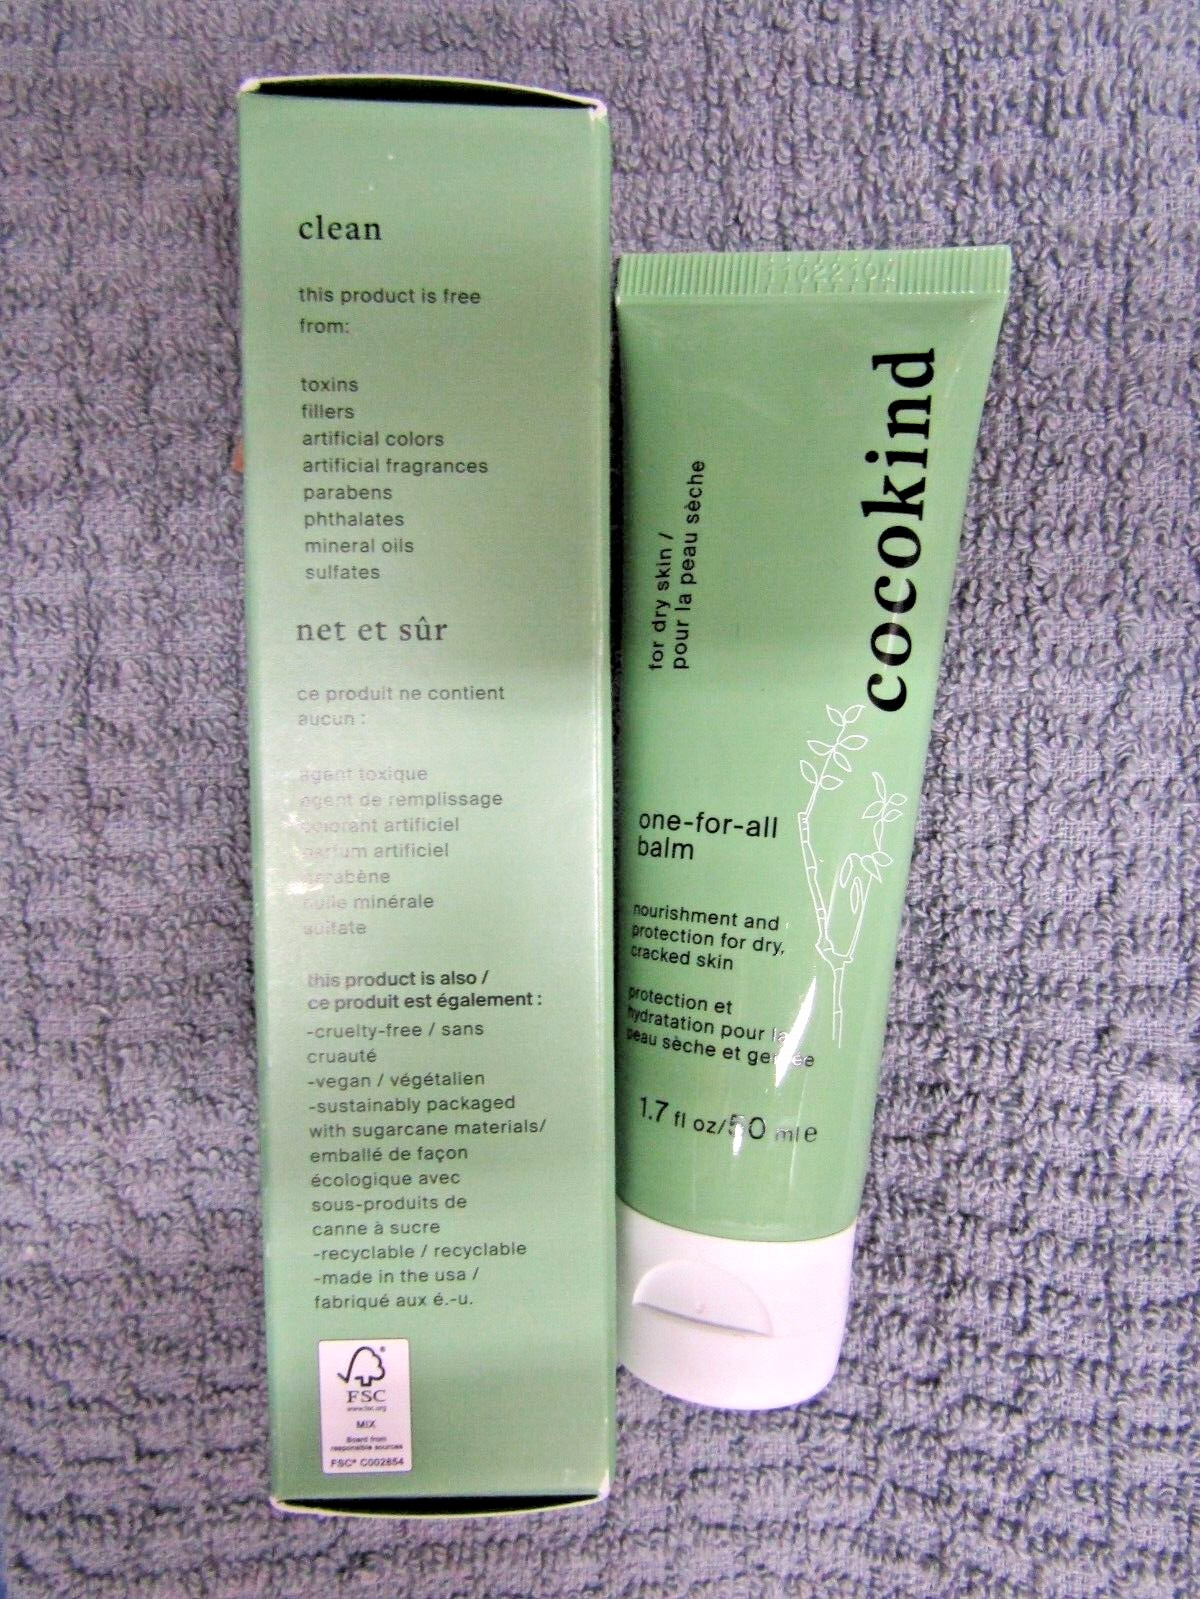 clean
this product is free
from:
toxins
fillers
artificial colors
artificial fragrances
parabens
phthalates
mineral oils
sulfates
net et sûr
ce produit ne contient
aucun :
agent toxique
agent de remplissage
colorant artificiel
parfum artificiel
parabène
huile minérale
sulfate
this product is also /
ce produit est également :
-cruelty-free / sans
cruauté
-vegan / végétalien
-sustainably packaged
with sugarcane materials/
emballé de façon
écologique avec
sous-produits de
canne à sucre
-recyclable / recyclable
-made in the usa /
fabriqué aux é.-u.
FSC
www.fsc.org
MIX
Board from
responsible sources
FSC® C002854
cocokind
for dry skin /
pour la peau sèche
one-for-all
balm
nourishment and
protection for dry,
cracked skin
protection et
hydratation pour la
peau sèche et gercée
1.7 fl oz/50 ml e